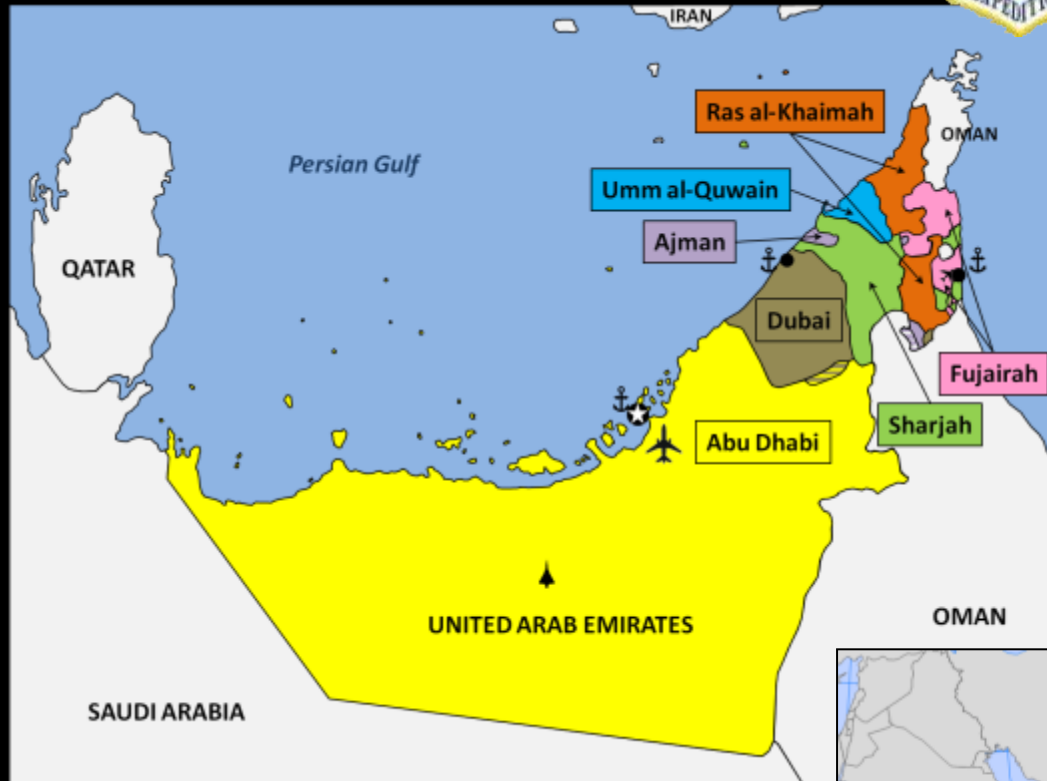 IRAN
EXPEDITI
Ras al-Khaimah
OMAN
Persian Gulf
Umm al-Quwain
Ajman
QATAR
Dubai
Fujairah
Sharjah
Abu Dhabi
UNITED ARAB EMIRATES
OMAN
SAUDI ARABIA